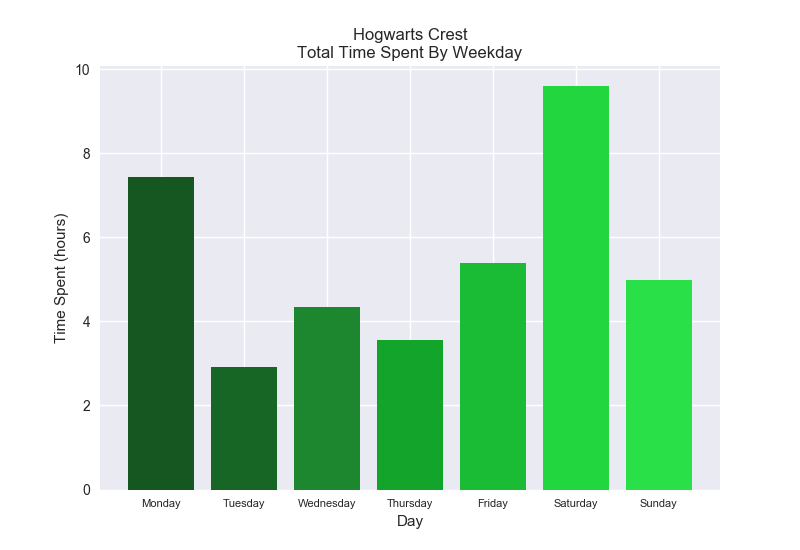 Hogwarts Crest
Total Time Spent By Weekday
Time Spent (hours)
10
8
6
4
2
0
Monday Tuesday Wednesday Thursday Friday Saturday Sunday
Day